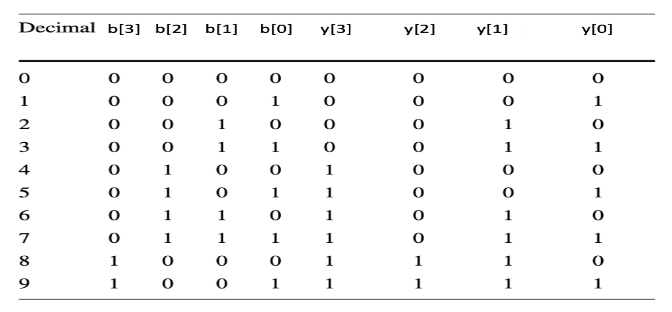 Decimal b[3] b[2] b[1] b[0] y[3] y[2] y[1] y[0]
0 0 0 0 0 0 0 0 0
1 0 0 0 1 0 0 0 1
2 0 0 1 0 0 0 1 0
3 0 0 1 1 0 0 1 1
4 0 1 0 0 1 0 0 0
5 0 1 0 1 1 0 0 1
6 0 1 1 0 1 0 1 0
7 0 1 1 1 1 0 1 1
8 1 0 0 0 1 1 1 0
9 1 0 0 1 1 1 1 1